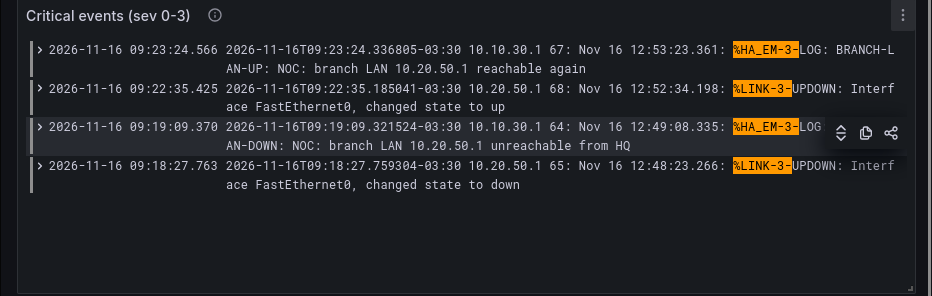 Critical events (sev 0-3)
2026-11-16 09:23:24.566 2026-11-16T09:23:24.336805-03:30 10.10.30.1 67: Nov 16 12:53:23.361: %HA_EM-3-LOG: BRANCH-L
AN-UP: NOC: branch LAN 10.20.50.1 reachable again
2026-11-16 09:22:35.425 2026-11-16T09:22:35.185041-03:30 10.20.50.1 68: Nov 16 12:52:34.198: %LINK-3-UPDOWN: Interf
ace FastEthernet0, changed state to up
2026-11-16 09:19:09.370 2026-11-16T09:19:09.321524-03:30 10.10.30.1 64: Nov 16 12:49:08.335: %HA_EM-3-LOG
AN-DOWN: NOC: branch LAN 10.20.50.1 unreachable from HQ
2026-11-16 09:18:27.763 2026-11-16T09:18:27.759304-03:30 10.20.50.1 65: Nov 16 12:48:23.266: %LINK-3-UPDOWN: Interf
ace FastEthernet0, changed state to down